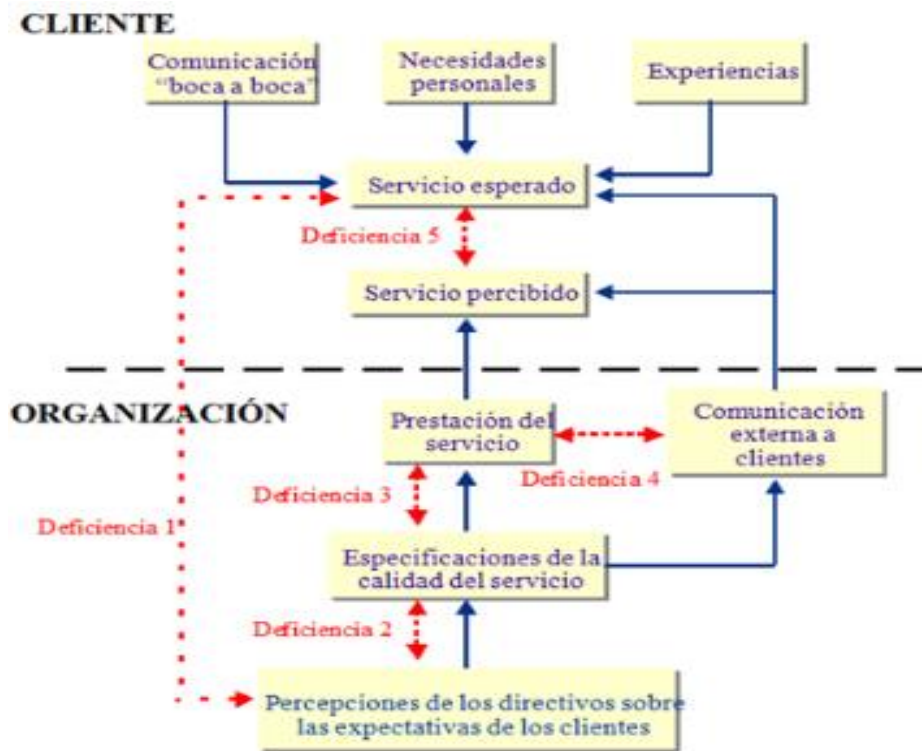 CLIENTE
Comunicación
“boca a boca”
Necesidades
personales
Experiencias
Servicio esperado
Deficiencia 5
Servicio percibido
ORGANIZACIÓN
Prestación del
servicio
Comunicación
externa a
clientes
Deficiencia 4
Deficiencia 3
Deficiencia 1
Especificaciones de la
calidad del servicio
Deficiencia 2
Percepciones de los directivos sobre
las expectativas de los clientes